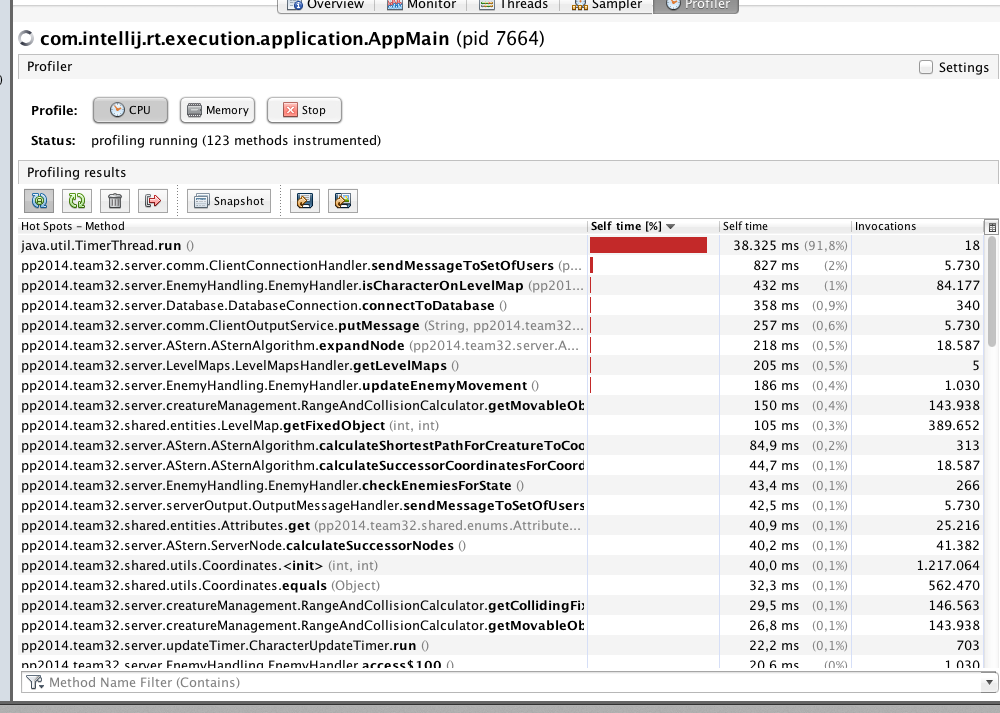 Overview Monitor Threads Sampler Profiler
com.intellij.rt.execution.application.AppMain (pid 7664)
Profiler Settings
Profile: CPU Memory Stop
Status: profiling running (123 methods instrumented)
Profiling results
Snapshot
Hot Spots – Method Self time [%] Self time Invocations
java.util.TimerThread.run () 38.325 ms (91,8%) 18
pp2014.team32.server.comm.ClientConnectionHandler.sendMessageToSetOfUsers (p... 827 ms (2%) 5.730
pp2014.team32.server.EnemyHandling.EnemyHandler.isCharacterOnLevelMap (pp201... 432 ms (1%) 84.177
pp2014.team32.server.Database.DatabaseConnection.connectToDatabase () 358 ms (0,9%) 340
pp2014.team32.server.comm.ClientOutputService.putMessage (String, pp2014.team32... 257 ms (0,6%) 5.730
pp2014.team32.server.AStern.ASternAlgorithm.expandNode (pp2014.team32.server.A... 218 ms (0,5%) 18.587
pp2014.team32.server.LevelMaps.LevelMapsHandler.getLevelMaps () 205 ms (0,5%) 5
pp2014.team32.server.EnemyHandling.EnemyHandler.updateEnemyMovement () 186 ms (0,4%) 1.030
pp2014.team32.server.creatureManagement.RangeAndCollisionCalculator.getMovableOb 150 ms (0,4%) 143.938
pp2014.team32.shared.entities.LevelMap.getFixedObject (int, int) 105 ms (0,3%) 389.652
pp2014.team32.server.AStern.ASternAlgorithm.calculateShortestPathForCreatureToCoo 84,9 ms (0,2%) 313
pp2014.team32.server.AStern.ASternAlgorithm.calculateSuccessorCoordinatesForCoord 44,7 ms (0,1%) 18.587
pp2014.team32.server.EnemyHandling.EnemyHandler.checkEnemiesForState () 43,4 ms (0,1%) 266
pp2014.team32.server.serverOutput.OutputMessageHandler.sendMessageToSetOfUsers 42,5 ms (0,1%) 5.730
pp2014.team32.shared.entities.Attributes.get (pp2014.team32.shared.enums.Attribute... 40,9 ms (0,1%) 25.216
pp2014.team32.server.AStern.ServerNode.calculateSuccessorNodes () 40,2 ms (0,1%) 41.382
pp2014.team32.shared.utils.Coordinates.<init> (int, int) 40,0 ms (0,1%) 1.217.064
pp2014.team32.shared.utils.Coordinates.equals (Object) 32,3 ms (0,1%) 562.470
pp2014.team32.server.creatureManagement.RangeAndCollisionCalculator.getCollidingFi 29,5 ms (0,1%) 146.563
pp2014.team32.server.creatureManagement.RangeAndCollisionCalculator.getMovableOb 26,8 ms (0,1%) 143.938
pp2014.team32.server.updateTimer.CharacterUpdateTimer.run () 22,2 ms (0,1%) 703
pp2014.team32.server.EnemyHandling.EnemyHandler.access$100 () 20,6 ms (0%) 1.030
Method Name Filter (Contains)